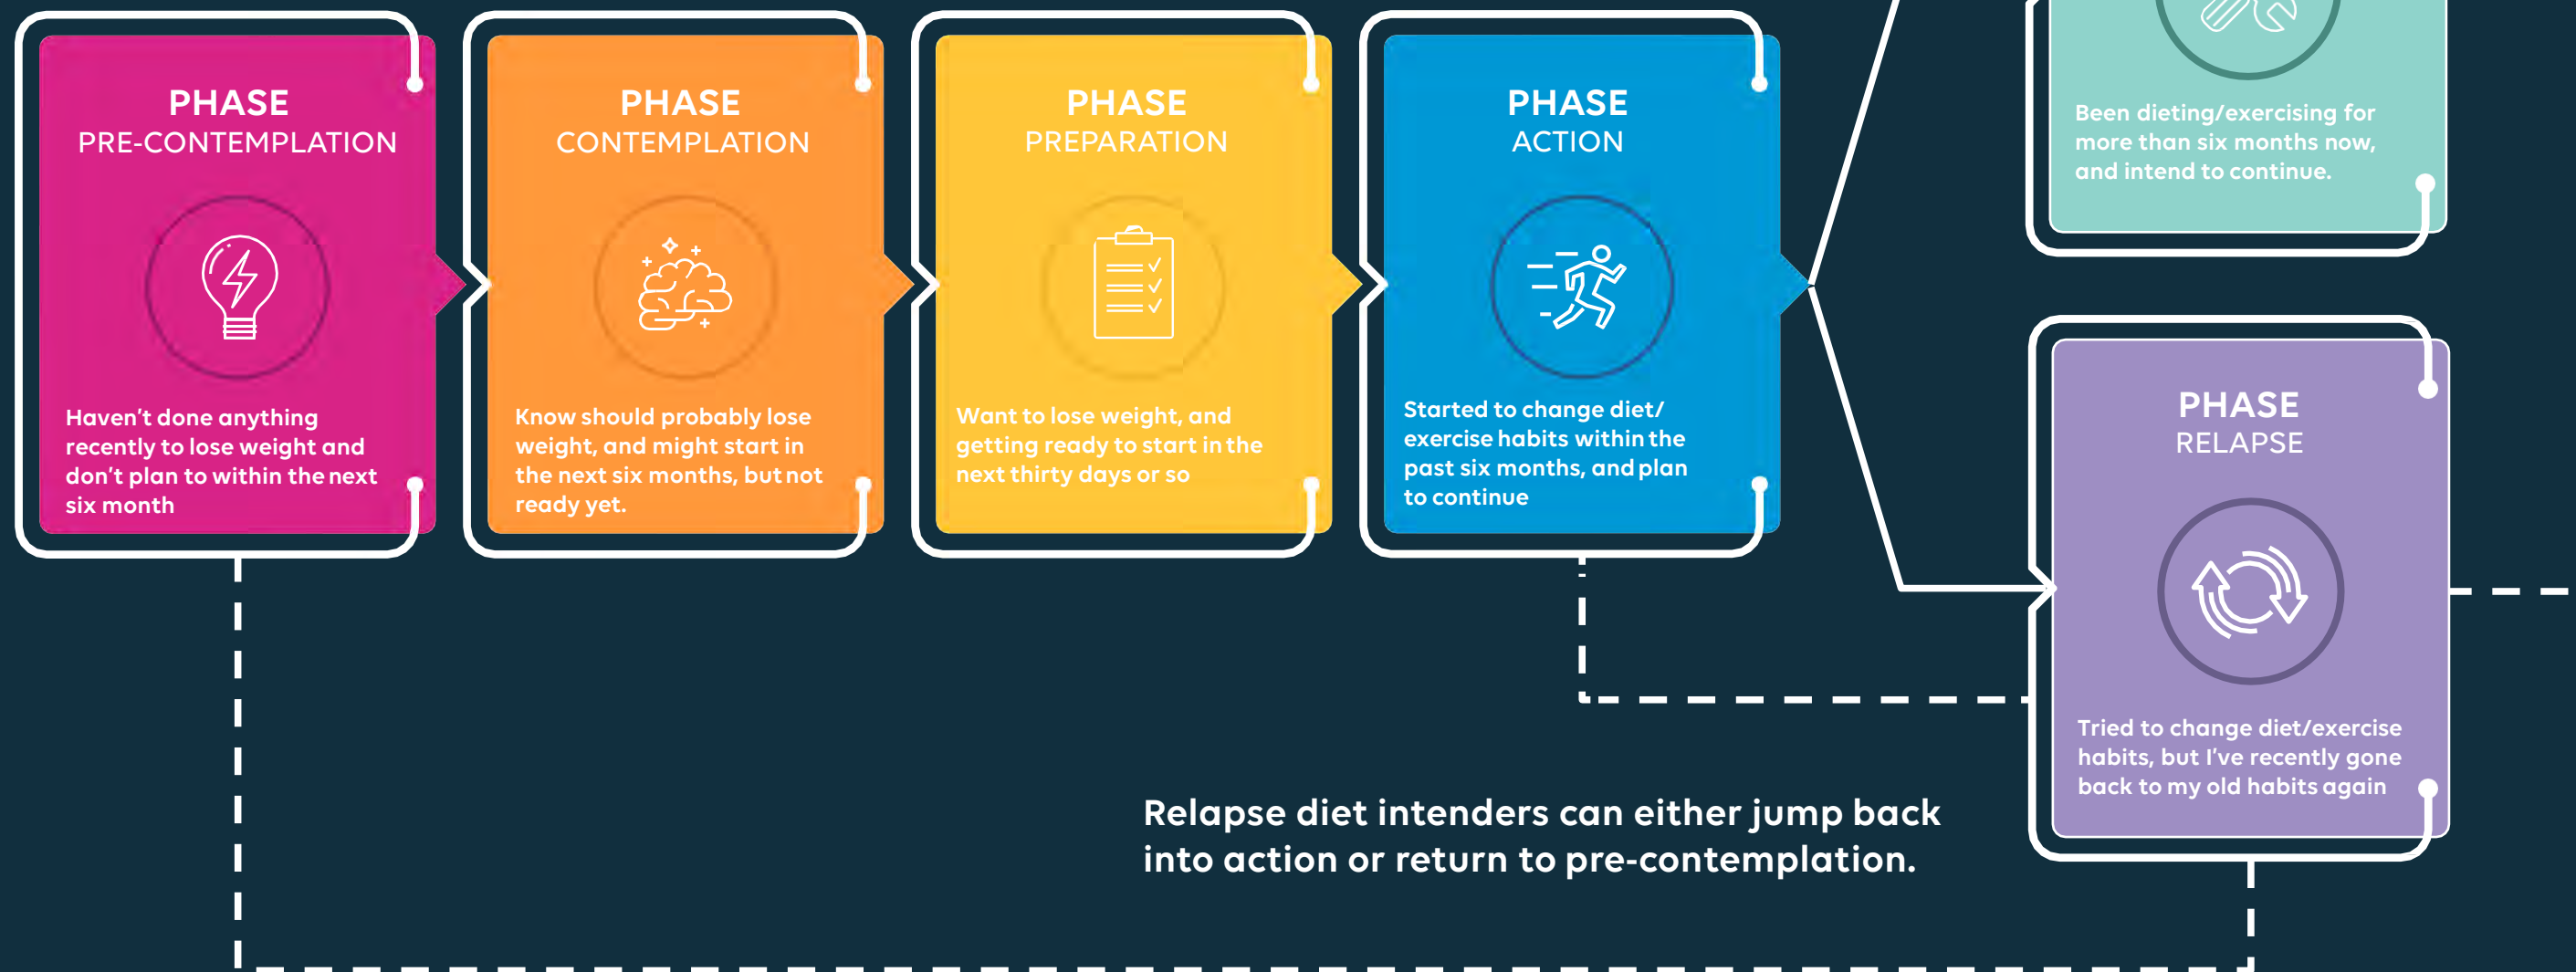 PHASE
PRE-CONTEMPLATION
Haven't done anything
recently to lose weight and
don't plan to within the next
six month
PHASE
CONTEMPLATION
Know should probably lose
weight, and might start in
the next six months, but not
ready yet.
PHASE
PREPARATION
Want to lose weight, and
getting ready to start in the
next thirty days or so
PHASE
ACTION
Started to change diet/
exercise habits within the
past six months, and plan
to continue
Been dieting/exercising for
more than six months now,
and intend to continue.
PHASE
RELAPSE
Tried to change diet/exercise
habits, but I've recently gone
back to my old habits again
Relapse diet intenders can either jump back
into action or return to pre-contemplation.